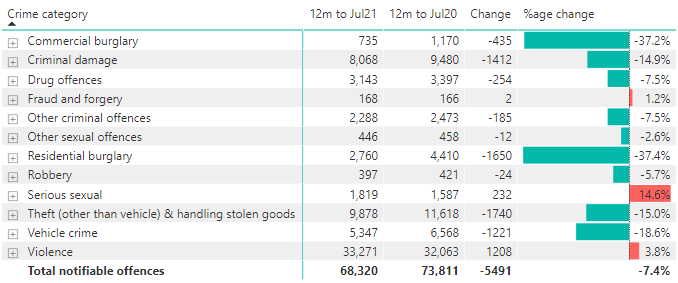 Crime category 12m to Jul21 12m to Jul20 Change %age change
Commercial burglary 735 1,170 -435 -37.2%
Criminal damage 8,068 9,480 -1412 -14.9%
Drug offences 3,143 3,397 -254 -7.5%
Fraud and forgery 168 166 2 1.2%
Other criminal offences 2,288 2,473 -185 -7.5%
Other sexual offences 446 458 -12 -2.6%
Residential burglary 2,760 4,410 -1650 -37.4%
Robbery 397 421 -24 -5.7%
Serious sexual 1,819 1,587 232 14.6%
Theft (other than vehicle) & handling stolen goods 9,878 11,618 -1740 -15.0%
Vehicle crime 5,347 6,568 -1221 -18.6%
Violence 33,271 32,063 1208 3.8%
Total notifiable offences 68,320 73,811 -5491 -7.4%